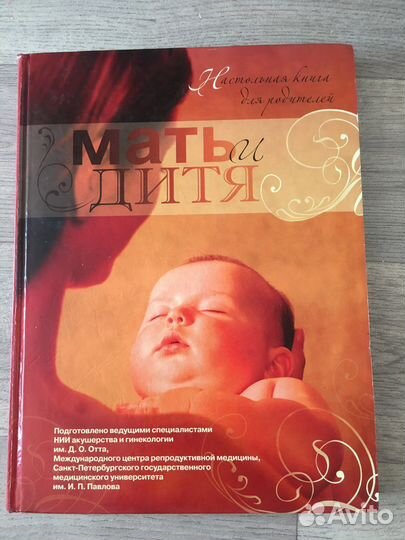 Настольная книга
для родителей
мать и
дитя
Подготовлено ведущими специалистами
НИИ акушерства и гинекологии
им. Д. О. Отта,
Международного центра репродуктивной медицины,
Санкт-Петербургского государственного
медицинского университета
им. И. П. Павлова
Avito